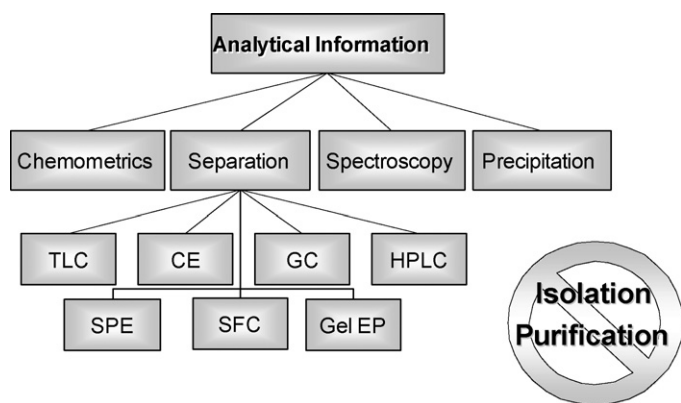 Analytical Information
Chemometrics
Separation
Spectroscopy
Precipitation
TLC
CE
GC
HPLC
SPE
SFC
Gel EP
Isolation
Purification